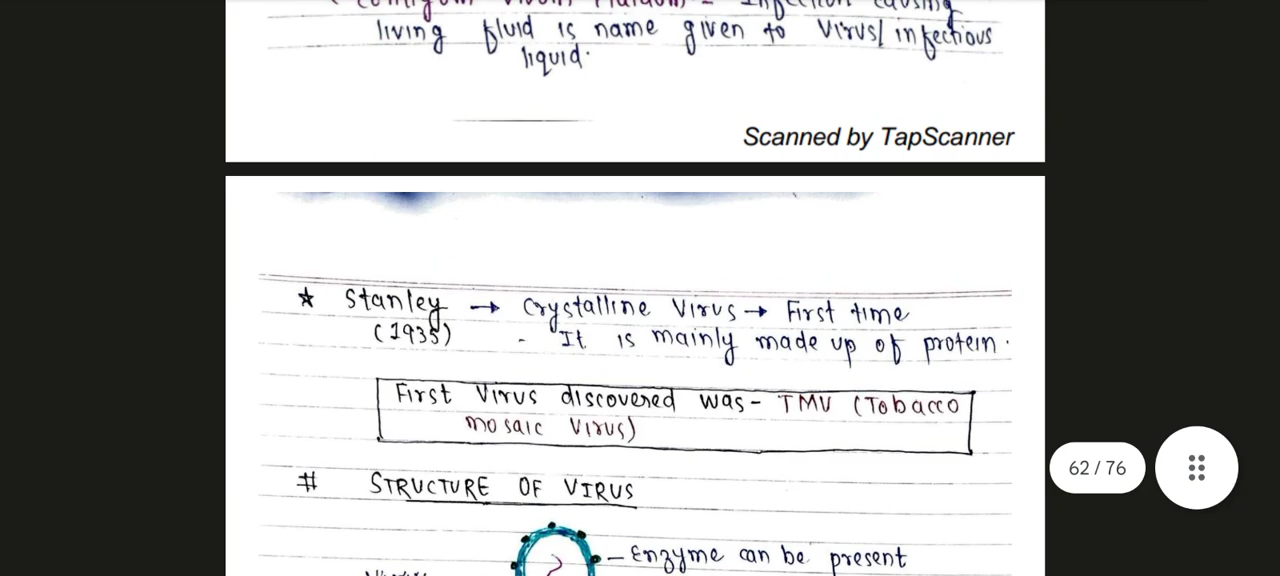 living fluid is name given to Virus/ infectious
liquid.
Scanned by TapScanner
★ Stanley → Crystalline Virus → First time
(1935) - It is mainly made up of protein.
First Virus discovered was - TMV (Tobacco
mosaic Virus)
# STRUCTURE OF VIRUS
62 / 76
- Enzyme can be present